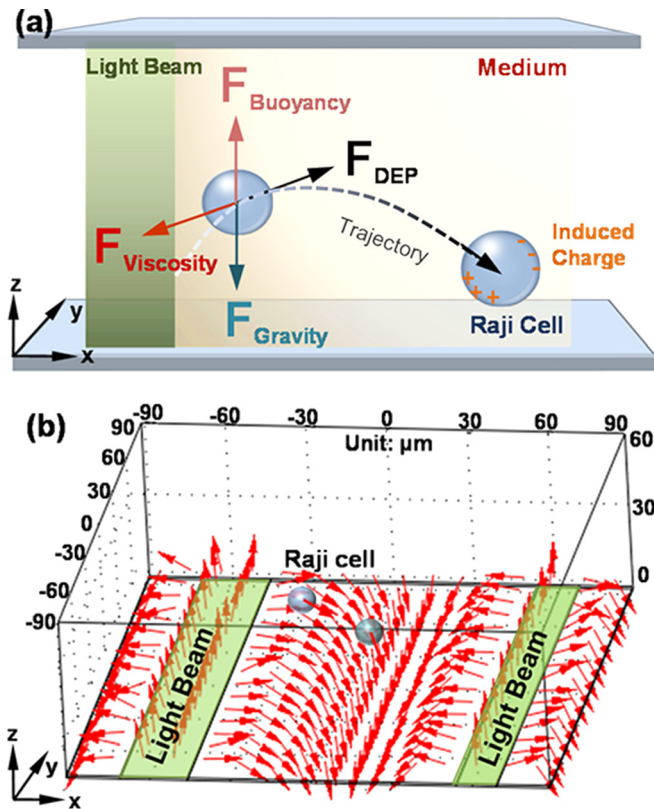 (a)
Light Beam
Medium
F Buoyancy
F DEP
F Viscosity
Trajectory
Induced
Charge
+ + + +
- - - -
F Gravity
Raji Cell
z
y
x
(b)
-90 -60 -30 0 30 60 90
Unit: µm
90
60
30
0
-30
-60
-90
60
30
0
Raji cell
Light Beam
Light Beam
z
y
x